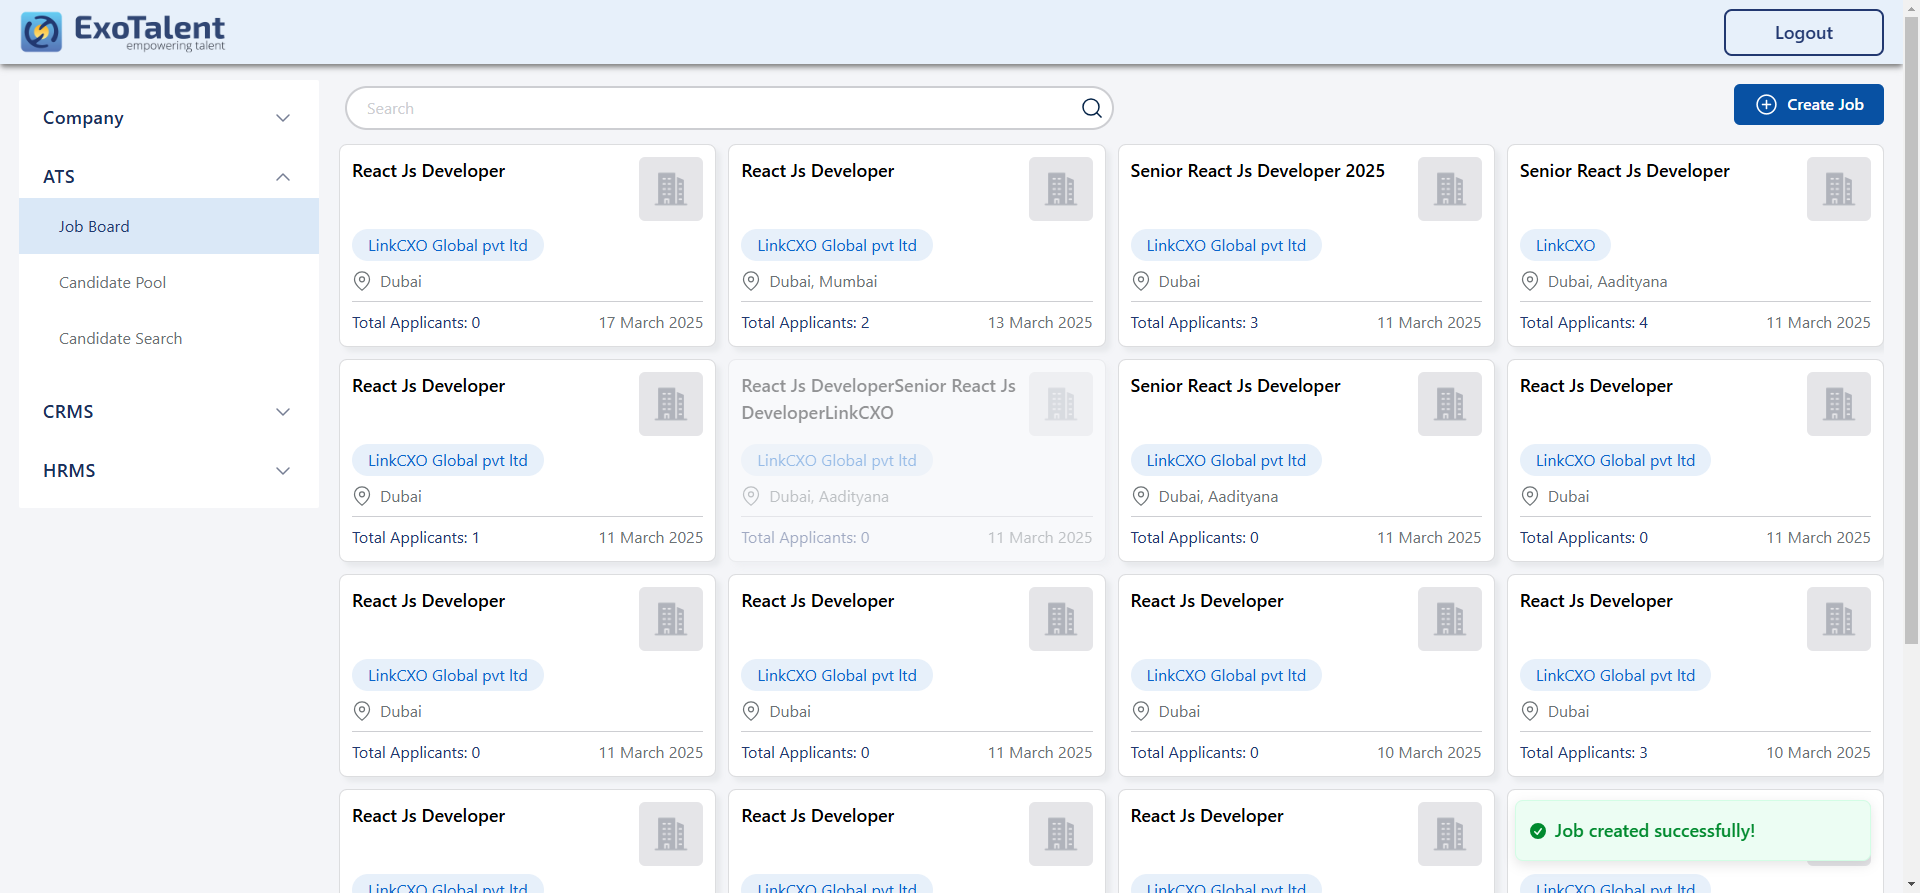 ExoTalent
empowering talent
Logout
Company
ATS
Job Board
Candidate Pool
Candidate Search
CRMS
HRMS
Search
Create Job
React Js Developer
LinkCXO Global pvt ltd
Dubai
Total Applicants: 0
17 March 2025
React Js Developer
LinkCXO Global pvt ltd
Dubai, Mumbai
Total Applicants: 2
13 March 2025
Senior React Js Developer 2025
LinkCXO Global pvt ltd
Dubai
Total Applicants: 3
11 March 2025
Senior React Js Developer
LinkCXO
Dubai, Aadityana
Total Applicants: 4
11 March 2025
React Js Developer
LinkCXO Global pvt ltd
Dubai
Total Applicants: 1
11 March 2025
React Js DeveloperSenior React Js
DeveloperLinkCXO
LinkCXO Global pvt ltd
Dubai, Aadityana
Total Applicants: 0
11 March 2025
Senior React Js Developer
LinkCXO Global pvt ltd
Dubai, Aadityana
Total Applicants: 0
11 March 2025
React Js Developer
LinkCXO Global pvt ltd
Dubai
Total Applicants: 0
11 March 2025
React Js Developer
LinkCXO Global pvt ltd
Dubai
Total Applicants: 0
11 March 2025
React Js Developer
LinkCXO Global pvt ltd
Dubai
Total Applicants: 0
11 March 2025
React Js Developer
LinkCXO Global pvt ltd
Dubai
Total Applicants: 0
10 March 2025
React Js Developer
LinkCXO Global pvt ltd
Dubai
Total Applicants: 3
10 March 2025
React Js Developer
LinkCXO Global pvt ltd
React Js Developer
LinkCXO Global pvt ltd
React Js Developer
LinkCXO Global pvt ltd
Job created successfully!
LinkCXO Global pvt ltd